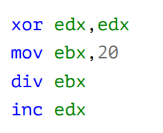 xor edx,edx
mov ebx,20
div ebx
inc edx